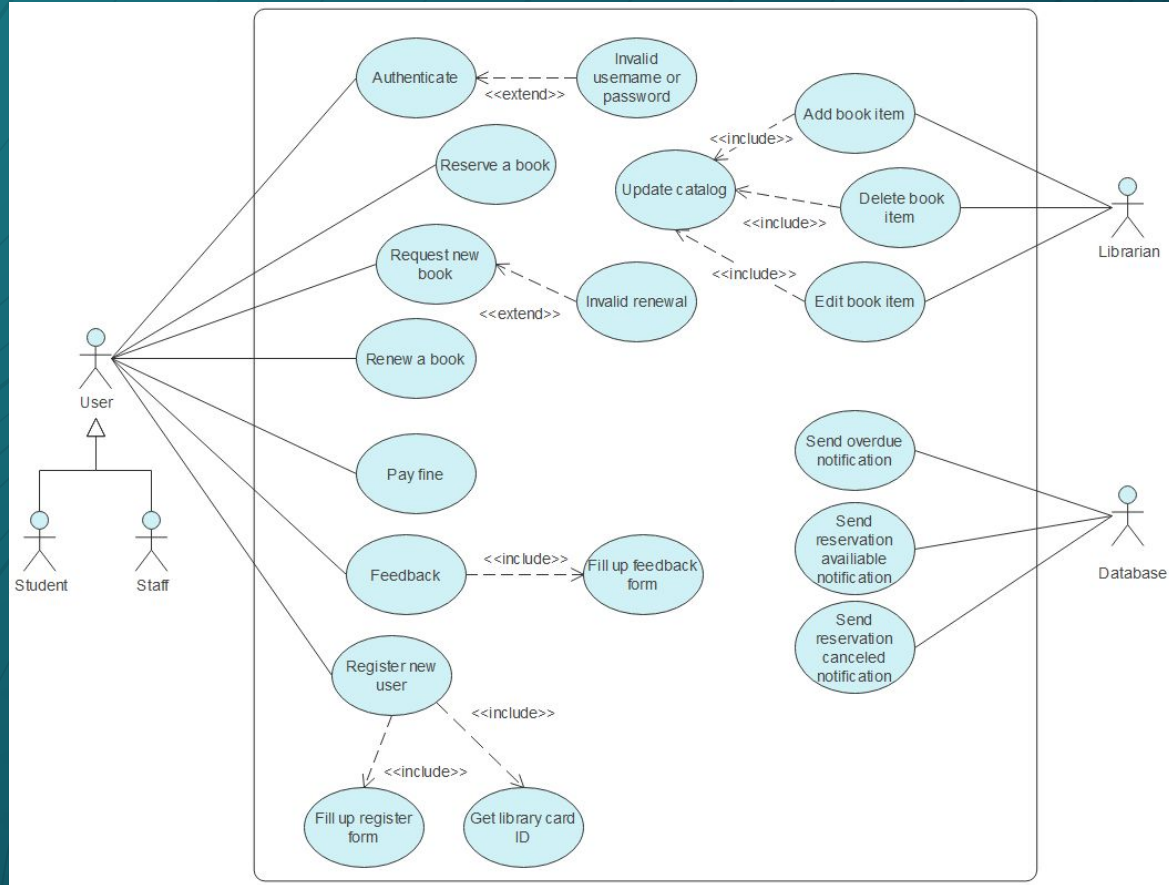 Authenticate
<<extend>>
Invalid
username or
password
Reserve a book
Request new
book
<<extend>>
Invalid renewal
Renew a book
Pay fine
Feedback
<<include>>
Fill up feedback
form
Register new
user
<<include>>
<<include>>
Fill up register
form
Get library card
ID
User
Student
Staff
Add book item
<<include>>
Update catalog
Delete book
item
<<include>>
<<include>>
Edit book item
Librarian
Send overdue
notification
Send
reservation
availiable
notification
Send
reservation
canceled
notification
Database